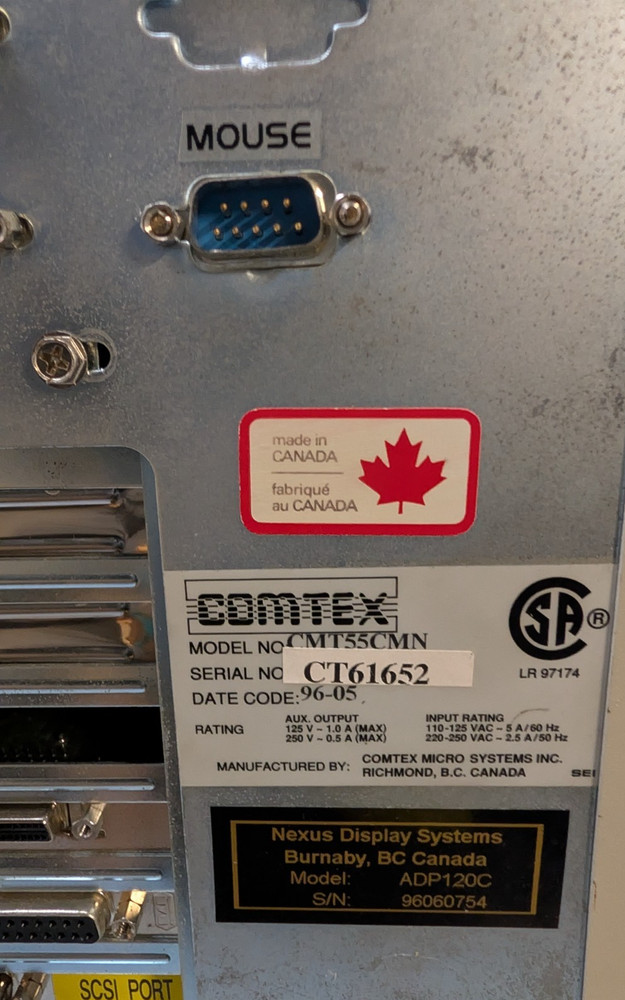 MOUSE
made in
CANADA
fabriqué
au CANADA
COMTEX
MODEL NO CMT55CMN
SERIAL NO CT61652
DATE CODE: 96-05
RATING
AUX. OUTPUT
125 V ~ 1.0 A (MAX)
250 V ~ 0.5 A (MAX)
INPUT RATING
110-125 VAC ~ 5 A/60 Hz
220-250 VAC ~ 2.5 A/50 Hz
MANUFACTURED BY: COMTEX MICRO SYSTEMS INC.
RICHMOND, B.C. CANADA
SA ®
LR 97174
Nexus Display Systems
Burnaby, BC Canada
Model: ADP120C
S/N: 96060754
SCSI PORT